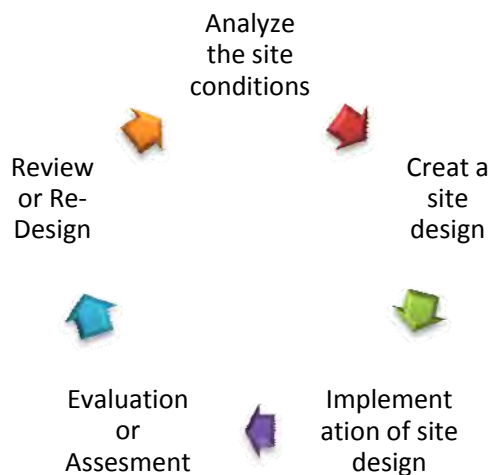 Analyze
the site
conditions
Creat a
site
design
Implement
ation of site
design
Evaluation
or
Assesment
Review
or Re-
Design